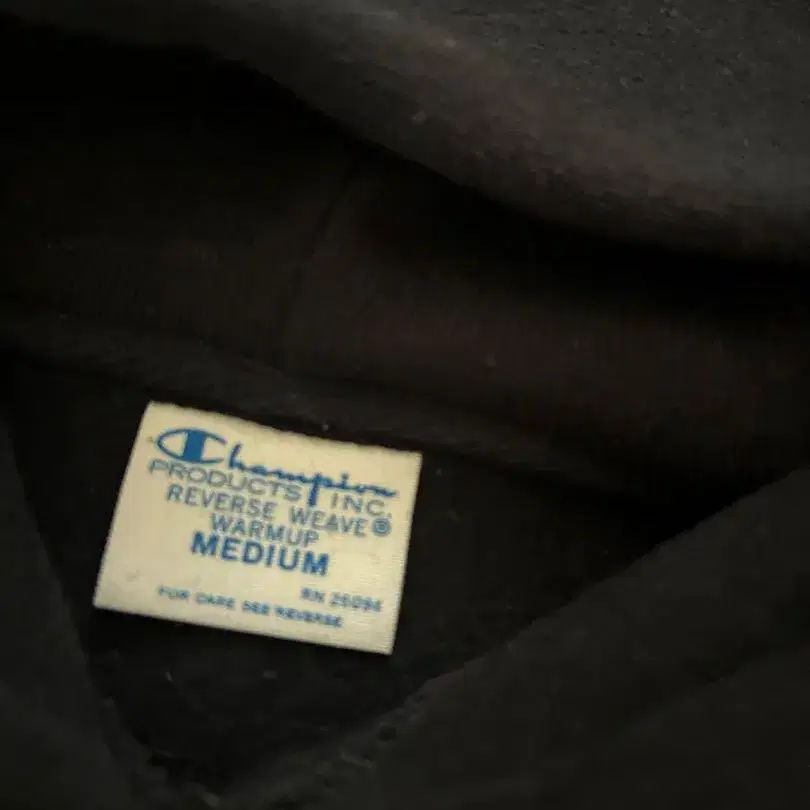 Champion
PRODUCTS INC.
REVERSE WEAVE®
WARMUP
MEDIUM
RN 26094
FOR CARE SEE REVERSE